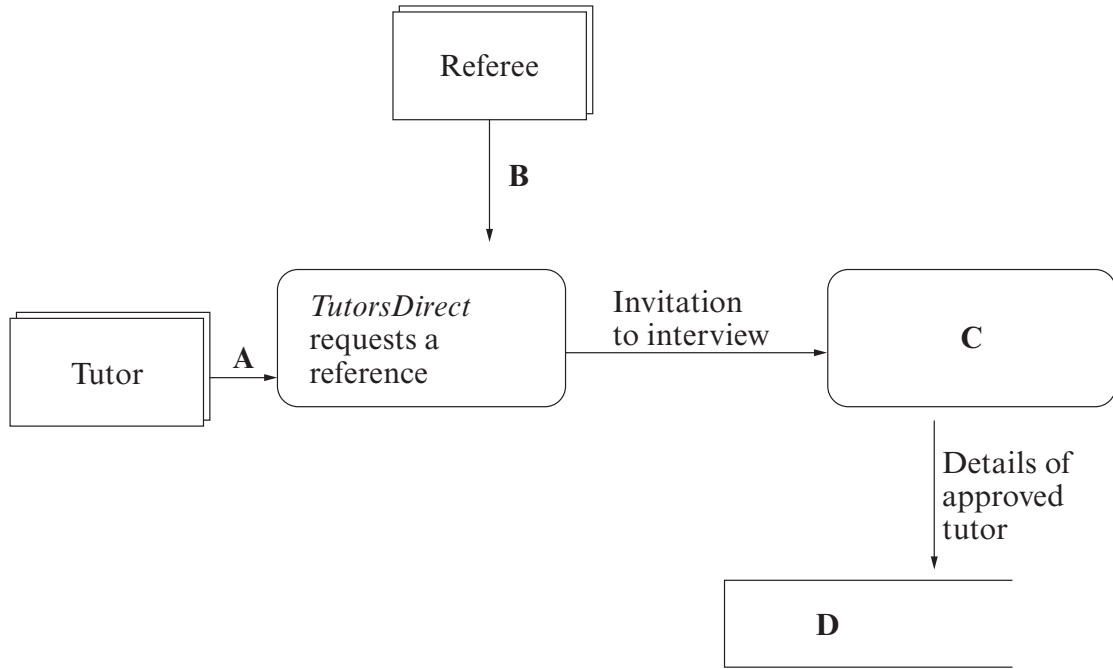 Referee
B
TutorsDirect
requests a
reference
Invitation
to interview
C
Tutor
A
Details of
approved
tutor
D